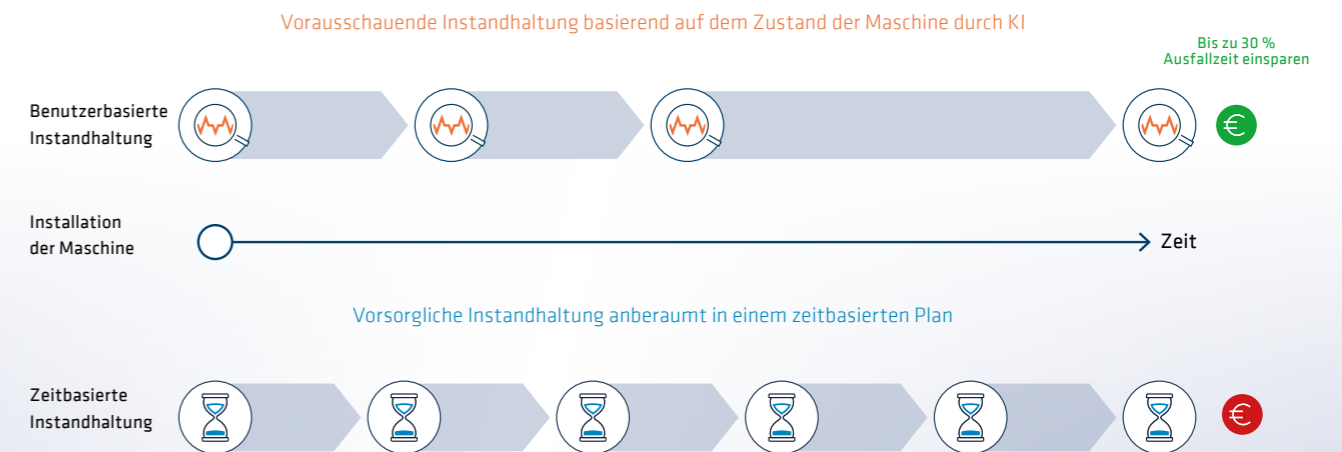 Vorausschauende Instandhaltung basierend auf dem Zustand der Maschine durch KI
Bis zu 30 %
Ausfallzeit einsparen
Benutzerbasierte
Instandhaltung
€
Installation
der Maschine
Zeit
Vorsorgliche Instandhaltung anberaumt in einem zeitbasierten Plan
Zeitbasierte
Instandhaltung
€